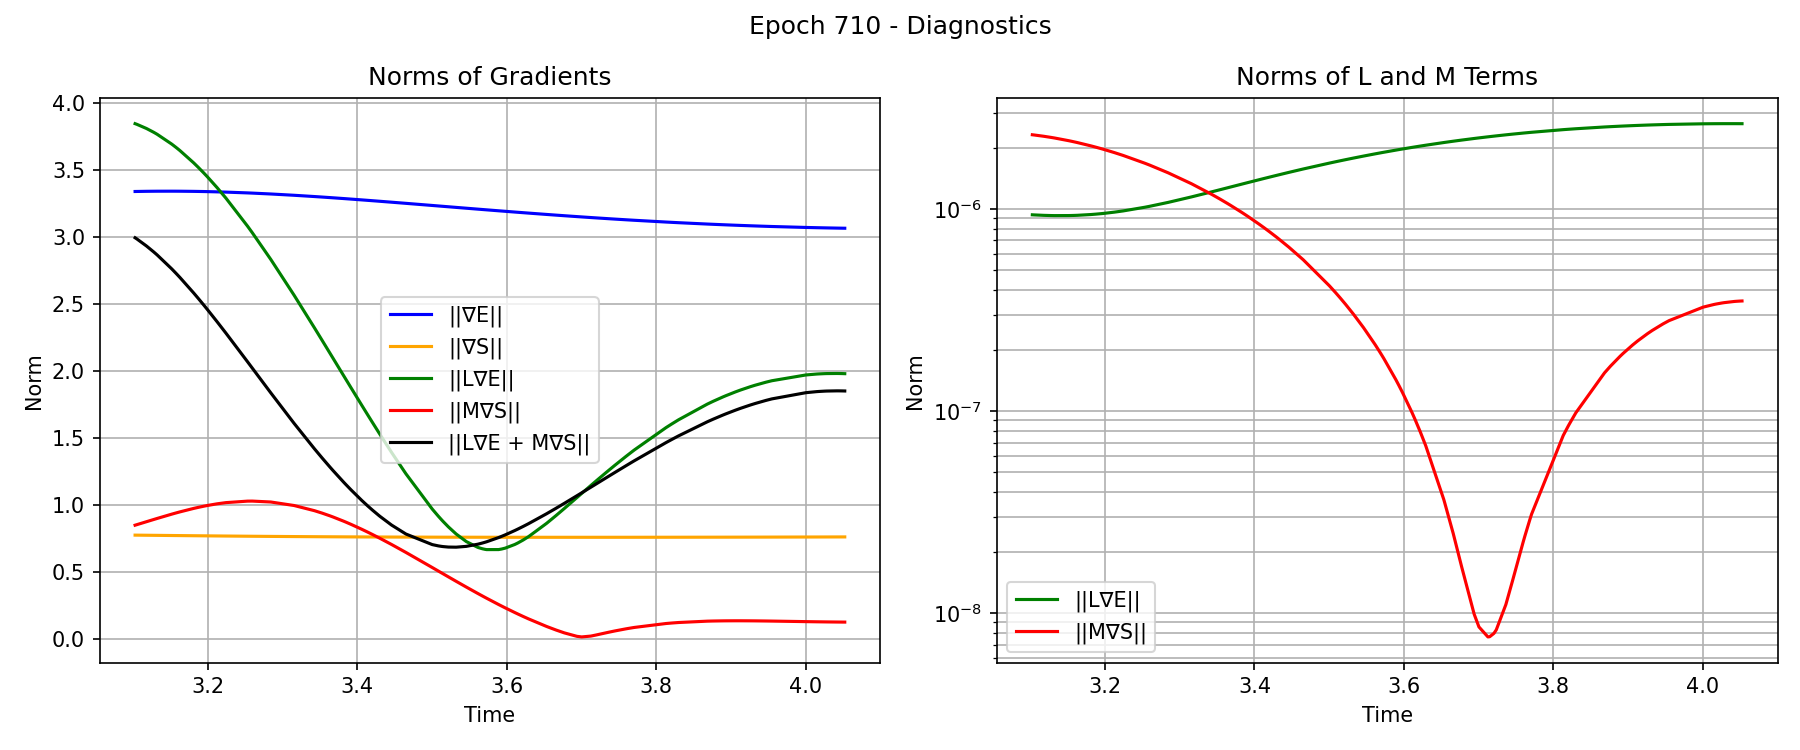 Epoch 710 - Diagnostics
Norms of Gradients
Norm
4.0
3.5
3.0
2.5
2.0
1.5
1.0
0.5
0.0
||∇E||
||∇S||
||L∇E||
||M∇S||
||L∇E + M∇S||
3.2 3.4 3.6 3.8 4.0
Time
Norms of L and M Terms
Norm
10⁻⁶
10⁻⁷
10⁻⁸
||L∇E||
||M∇S||
3.2 3.4 3.6 3.8 4.0
Time